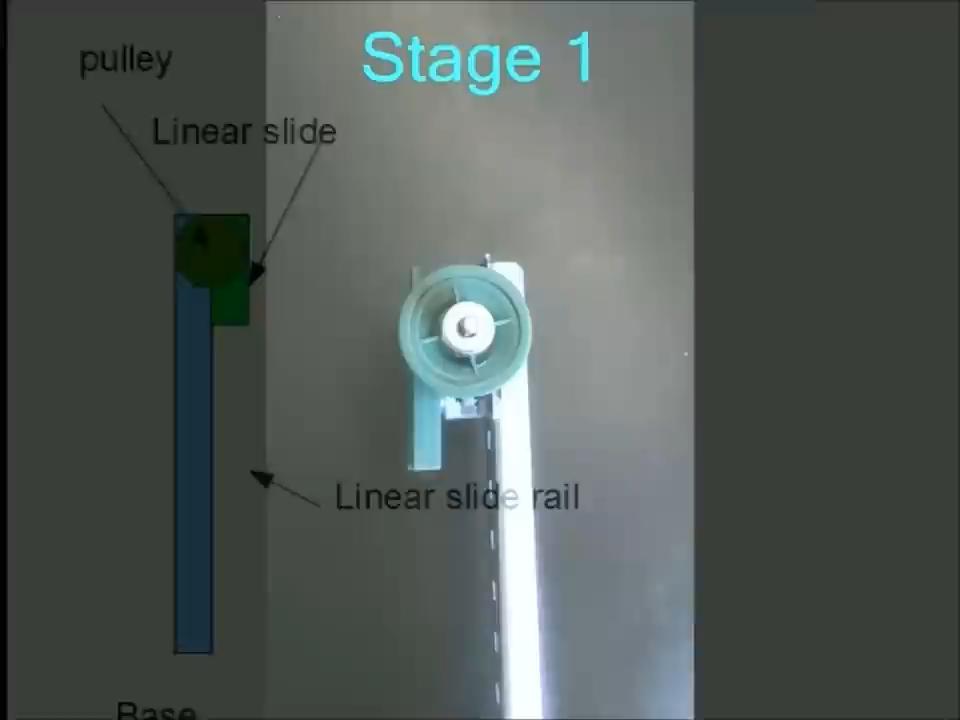 Stage 1
pulley
Linear slide
Linear slide rail
Base